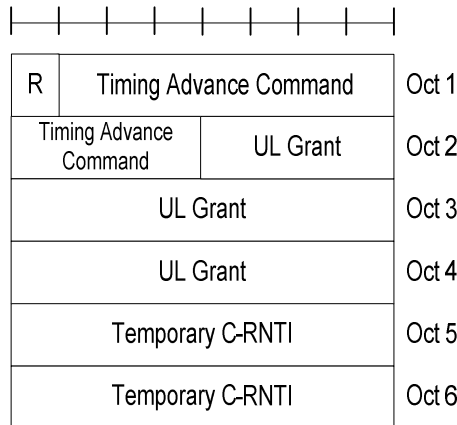 R Timing Advance Command Oct 1
Timing Advance
Command UL Grant Oct 2
UL Grant Oct 3
UL Grant Oct 4
Temporary C-RNTI Oct 5
Temporary C-RNTI Oct 6